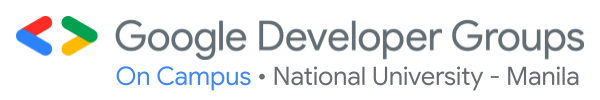 Google Developer Groups
On Campus • National University - Manila